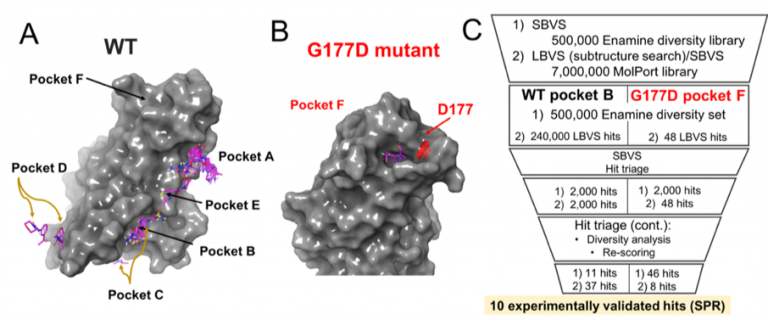 A
WT
Pocket F
Pocket A
Pocket D
Pocket E
Pocket B
Pocket C
B
G177D mutant
Pocket F
D177
C
1) SBVS
500,000 Enamine diversity library
2) LBVS (subtructure search)/SBVS
7,000,000 MolPort library
WT pocket B G177D pocket F
1) 500,000 Enamine diversity set
2) 240,000 LBVS hits 2) 48 LBVS hits
SBVS
Hit triage
1) 2,000 hits 1) 2,000 hits
2) 2,000 hits 2) 48 hits
Hit triage (cont.):
• Diversity analysis
• Re-scoring
1) 11 hits 1) 46 hits
2) 37 hits 2) 8 hits
10 experimentally validated hits (SPR)